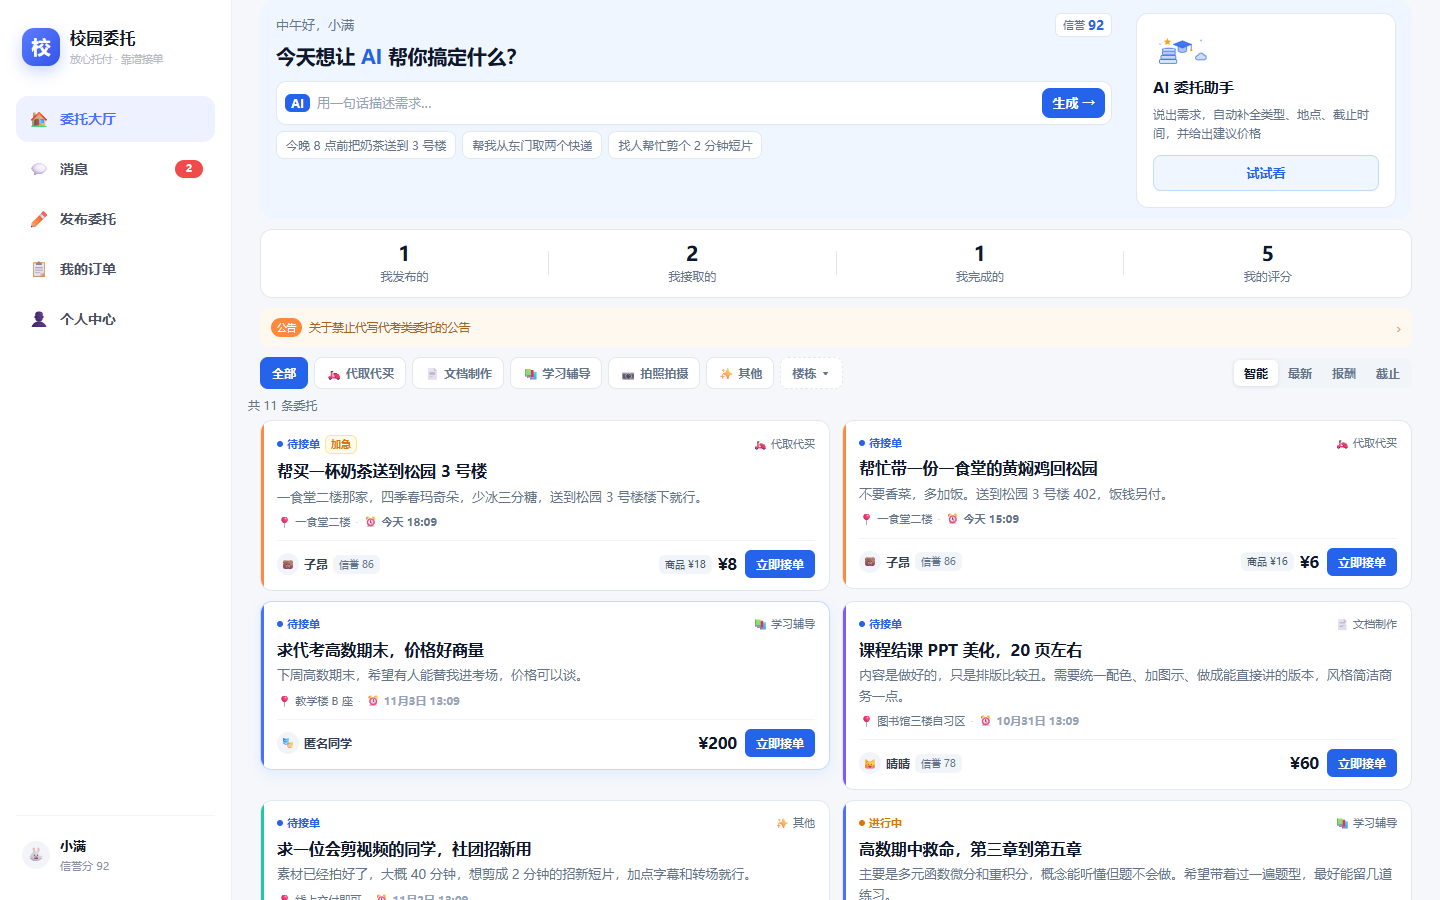 校
校园委托
放心托付 · 靠谱接单
委托大厅
消息
2
发布委托
我的订单
个人中心
小满
信誉分 92
中午好，小满
信誉 92
今天想让 AI 帮你搞定什么？
AI 用一句话描述需求...
生成 →
今晚 8 点前把奶茶送到 3 号楼
帮我从东门取两个快递
找人帮忙剪个 2 分钟短片
AI 委托助手
说出需求，自动补全类型、地点、截止时
间，并给出建议价格
试试看
1
我发布的
2
我接取的
1
我完成的
5
我的评分
公告 关于禁止代写代考类委托的公告 ›
全部 代取代买 文档制作 学习辅导 拍照拍摄 其他 楼栋
智能 最新 报酬 截止
共 11 条委托
待接单 加急 代取代买
帮买一杯奶茶送到松园 3 号楼
一食堂二楼那家，四季春玛奇朵，少冰三分糖，送到松园 3 号楼楼下就行。
一食堂二楼 · 今天 18:09
子昂 信誉 86 商品 ¥18 ¥8 立即接单
待接单 代取代买
帮忙带一份一食堂的黄焖鸡回松园
不要香菜，多加饭。送到松园 3 号楼 402，饭钱另付。
一食堂二楼 · 今天 15:09
子昂 信誉 86 商品 ¥16 ¥6 立即接单
待接单 学习辅导
求代考高数期末，价格好商量
下周高数期末，希望有人能替我进考场，价格可以谈。
教学楼 B 座 · 11月3日 13:09
匿名同学 ¥200 立即接单
待接单 文档制作
课程结课 PPT 美化，20 页左右
内容是做好的，只是排版比较丑。需要统一配色、加图示、做成能直接讲的版本，风格简洁商
务一点。
图书馆三楼自习区 · 10月31日 13:09
晴晴 信誉 78 ¥60 立即接单
待接单 其他
求一位会剪视频的同学，社团招新用
素材已经拍好了，大概 40 分钟，想剪成 2 分钟的招新短片，加点字幕和转场就行。
线上交付即可 · 11月2日 13:09
进行中 学习辅导
高数期中救命，第三章到第五章
主要是多元函数微分和重积分，概念能听懂但题不会做。希望带着过一遍题型，最好能留几道
练习。